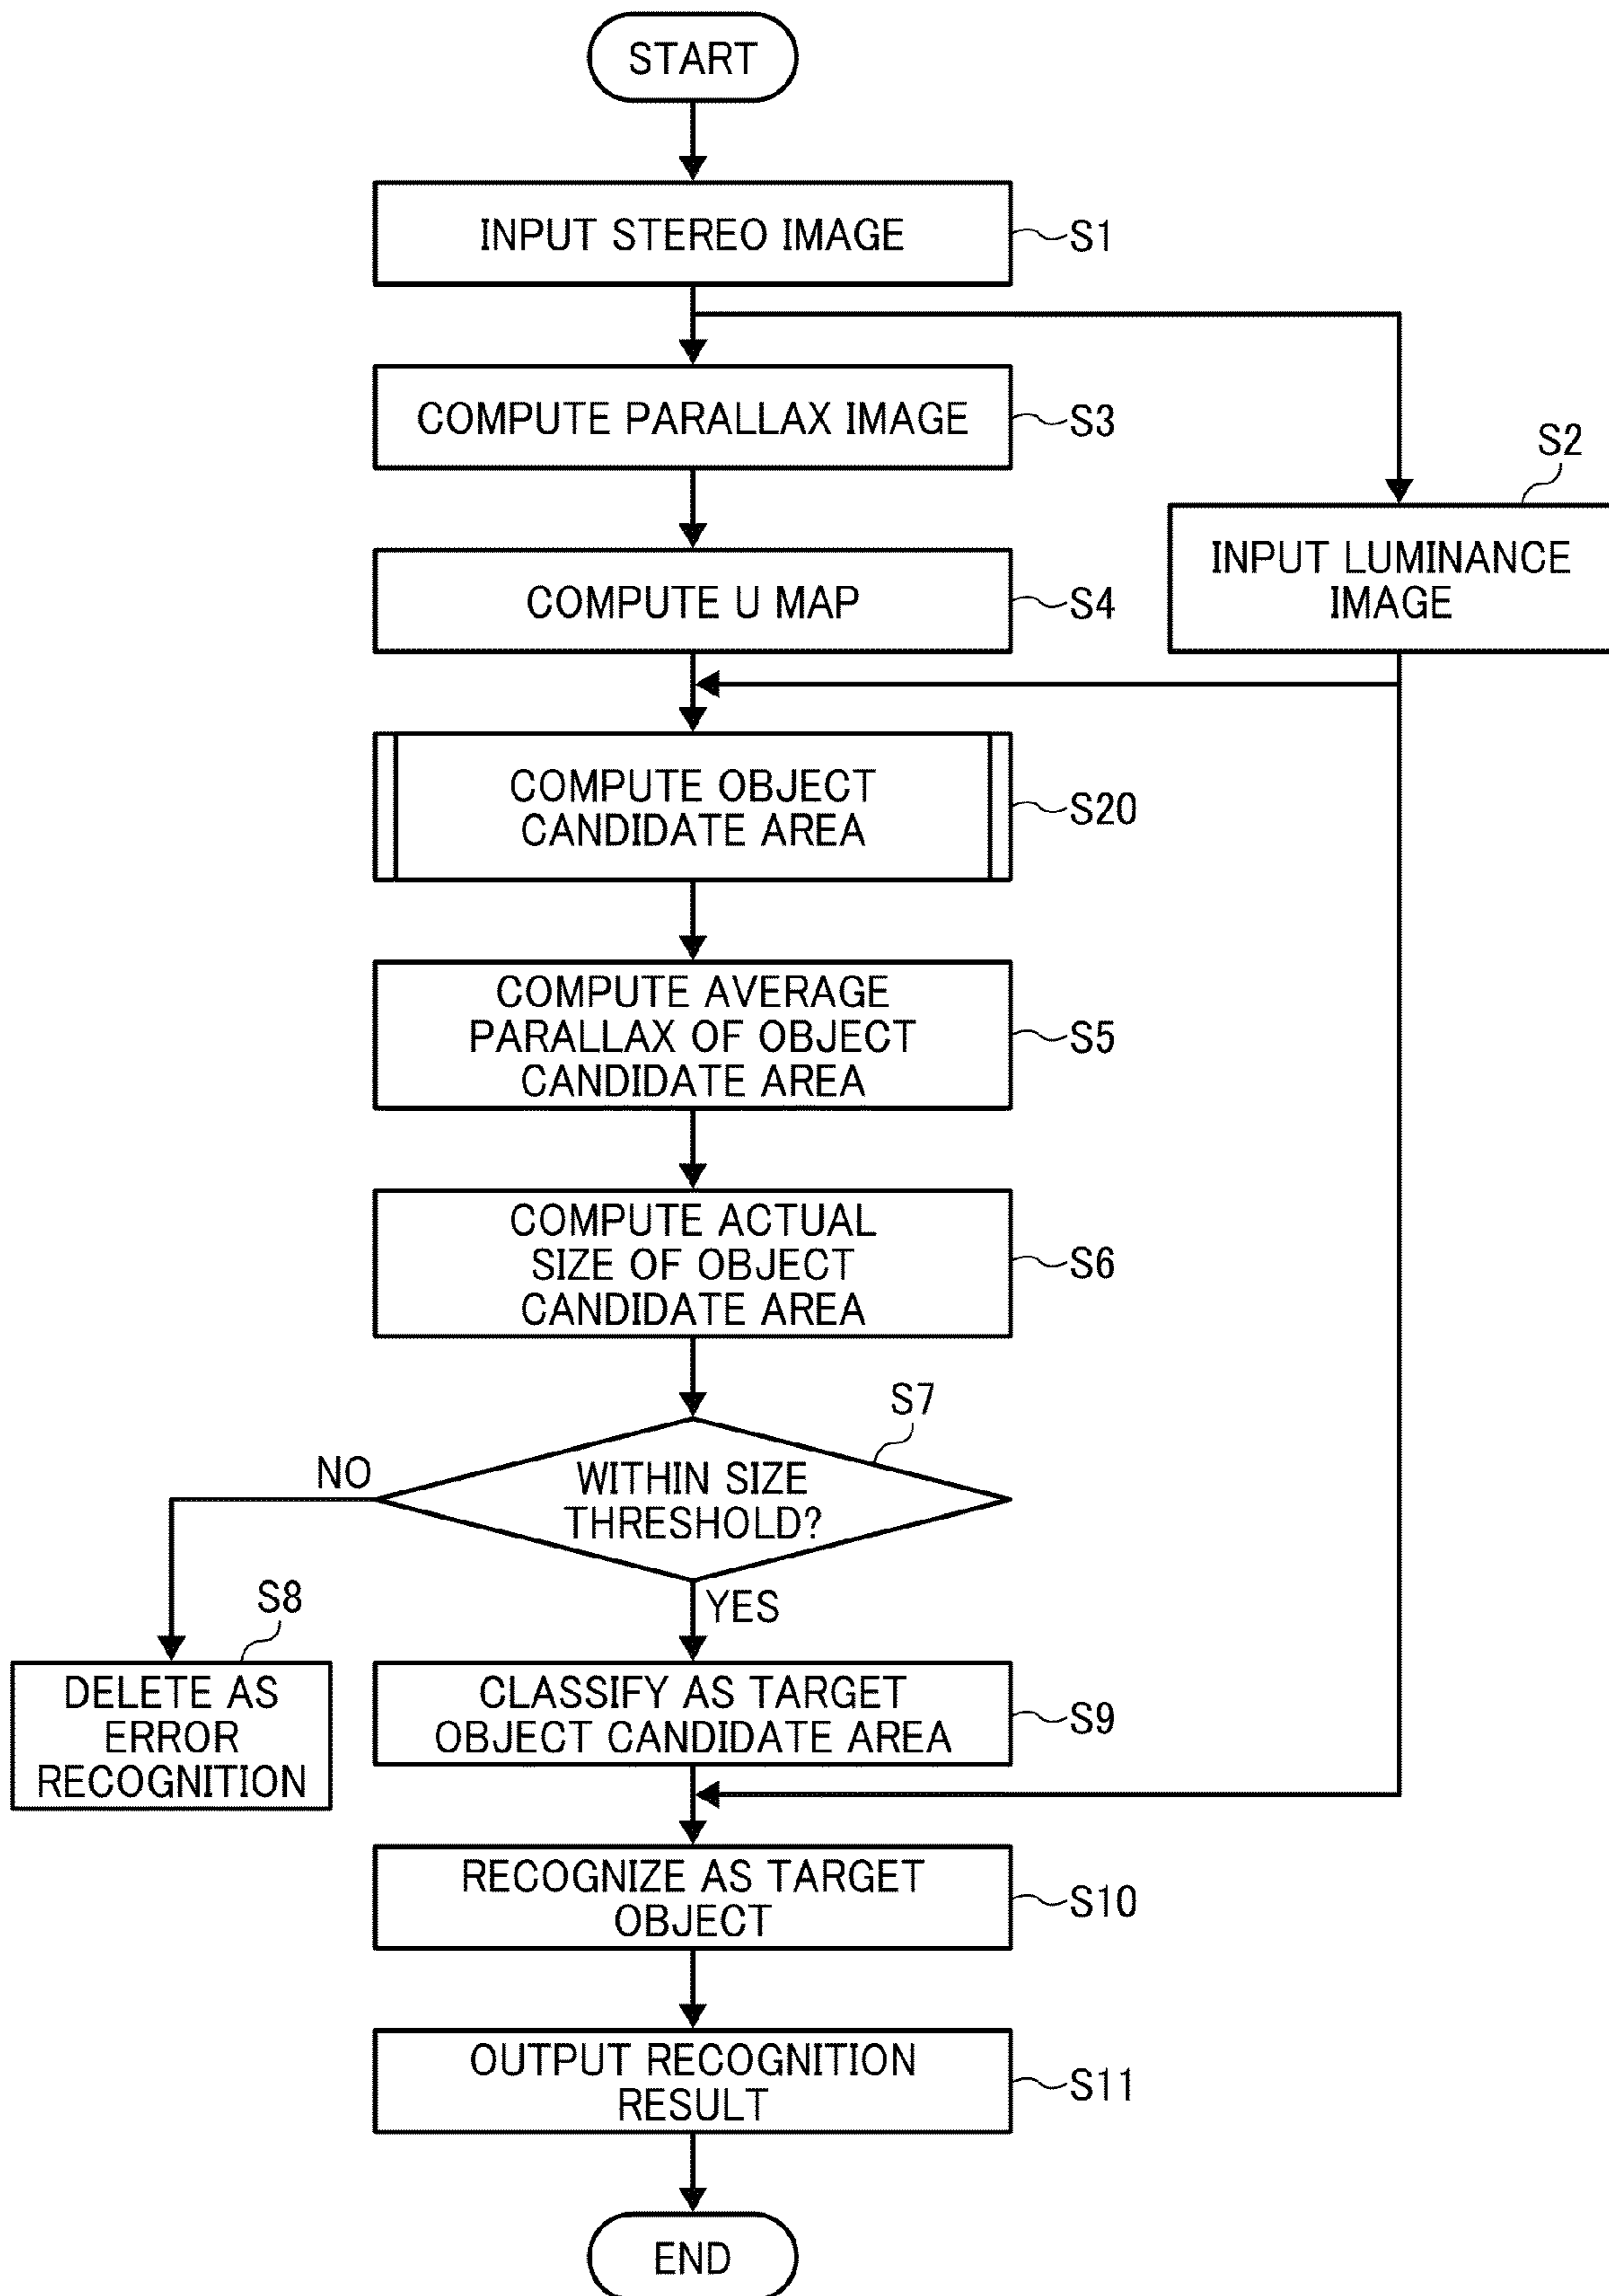 START
INPUT STEREO IMAGE
S1
COMPUTE PARALLAX IMAGE
S3
S2
INPUT LUMINANCE
IMAGE
COMPUTE U MAP
S4
COMPUTE OBJECT
CANDIDATE AREA
S20
COMPUTE AVERAGE
PARALLAX OF OBJECT
CANDIDATE AREA
S5
COMPUTE ACTUAL
SIZE OF OBJECT
CANDIDATE AREA
S6
S7
NO
WITHIN SIZE
THRESHOLD?
YES
S8
DELETE AS
ERROR
RECOGNITION
CLASSIFY AS TARGET
OBJECT CANDIDATE AREA
S9
RECOGNIZE AS TARGET
OBJECT
S10
OUTPUT RECOGNITION
RESULT
S11
END